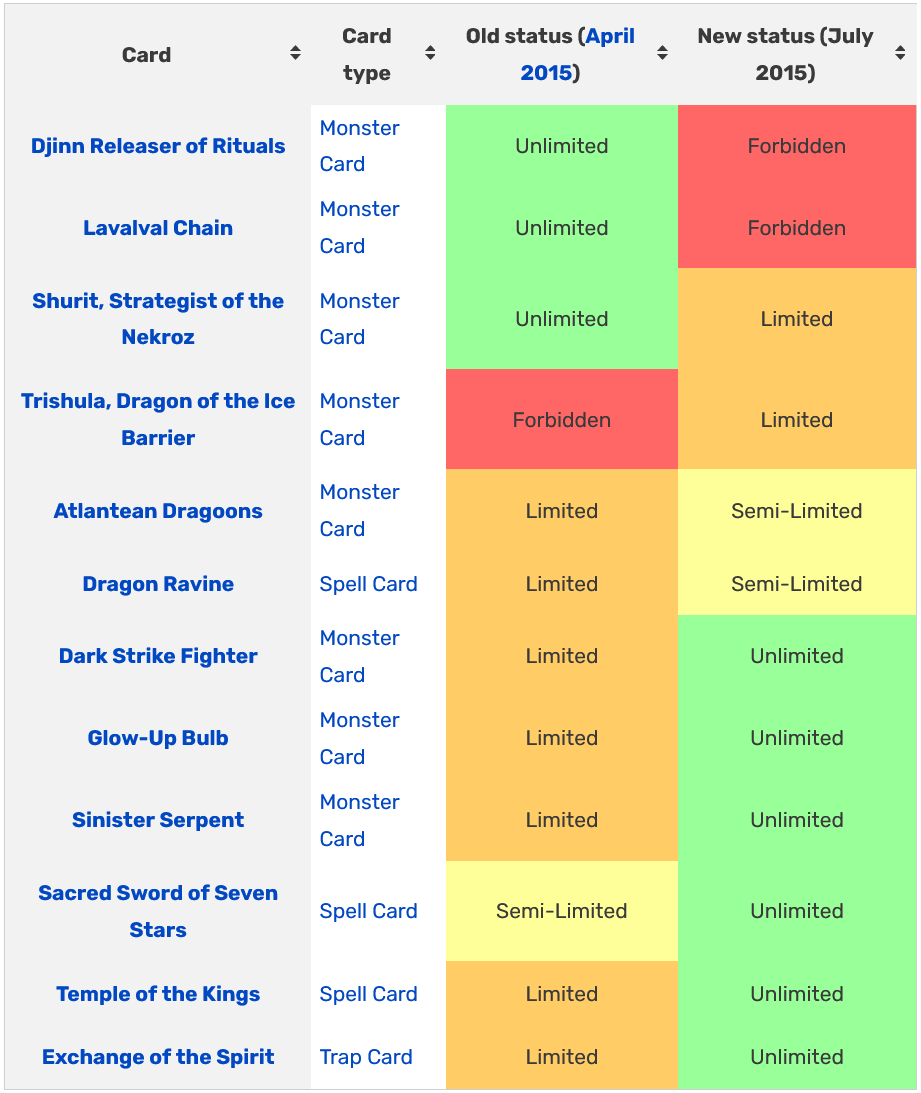 Card
Card
type
Old status (April
2015)
New status (July
2015)
Djinn Releaser of Rituals
Monster
Card
Unlimited
Forbidden
Lavalval Chain
Monster
Card
Unlimited
Forbidden
Shurit, Strategist of the
Nekroz
Monster
Card
Unlimited
Limited
Trishula, Dragon of the Ice
Barrier
Monster
Card
Forbidden
Limited
Atlantean Dragoons
Monster
Card
Limited
Semi-Limited
Dragon Ravine
Spell Card
Limited
Semi-Limited
Dark Strike Fighter
Monster
Card
Limited
Unlimited
Glow-Up Bulb
Monster
Card
Limited
Unlimited
Sinister Serpent
Monster
Card
Limited
Unlimited
Sacred Sword of Seven
Stars
Spell Card
Semi-Limited
Unlimited
Temple of the Kings
Spell Card
Limited
Unlimited
Exchange of the Spirit
Trap Card
Limited
Unlimited